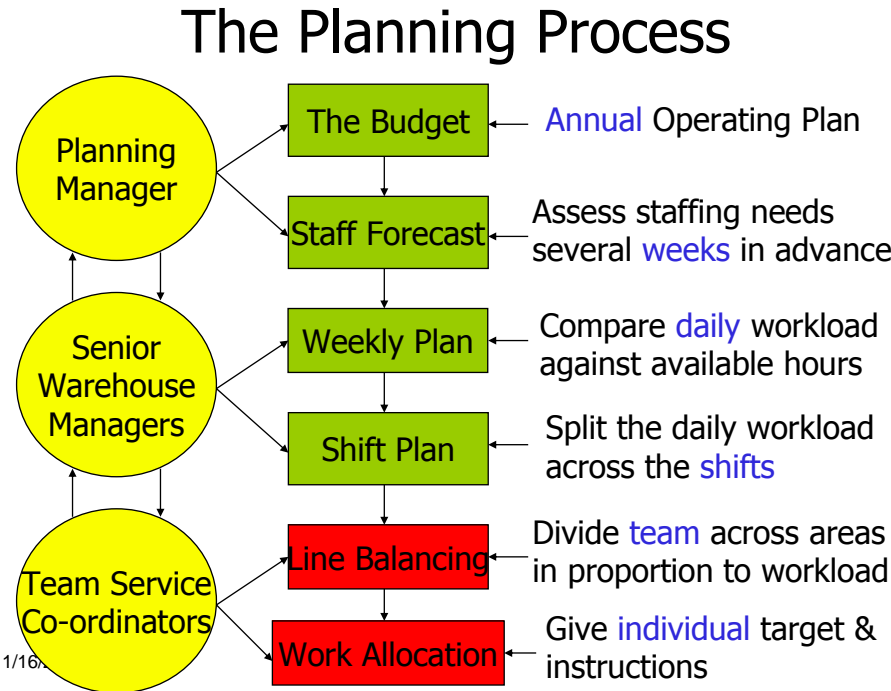 The Planning Process
Planning
Manager
The Budget
Annual Operating Plan
Staff Forecast
Assess staffing needs
several weeks in advance
Senior
Warehouse
Managers
Weekly Plan
Compare daily workload
against available hours
Shift Plan
Split the daily workload
across the shifts
Team Service
Co-ordinators
Line Balancing
Divide team across areas
in proportion to workload
Work Allocation
Give individual target &
instructions
1/16/